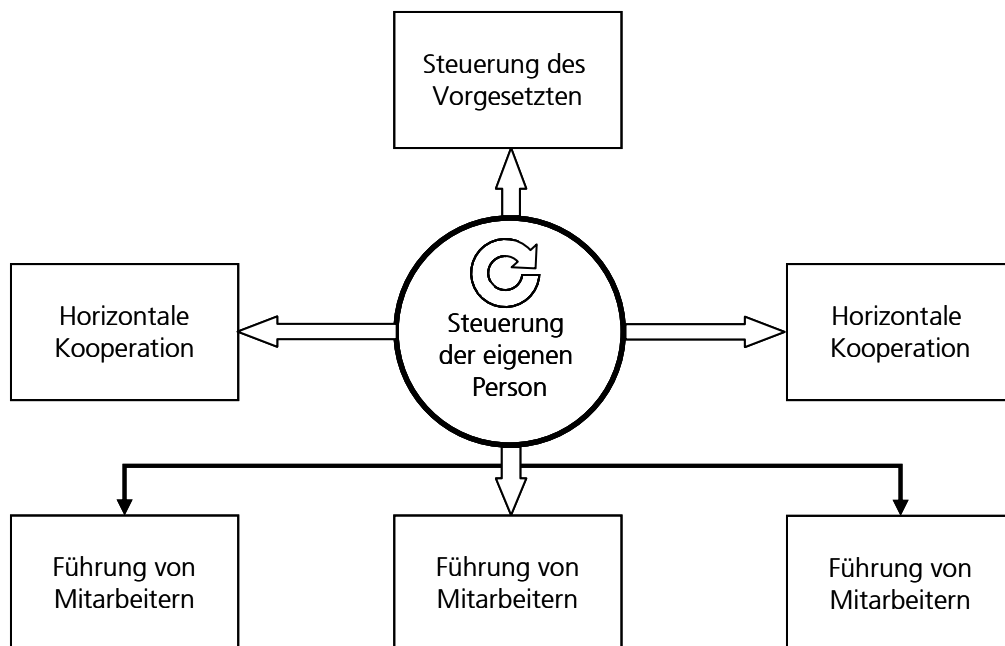 Steuerung des
Vorgesetzten
Horizontale
Kooperation
Steuerung
der eigenen
Person
Horizontale
Kooperation
Führung von
Mitarbeitern
Führung von
Mitarbeitern
Führung von
Mitarbeitern